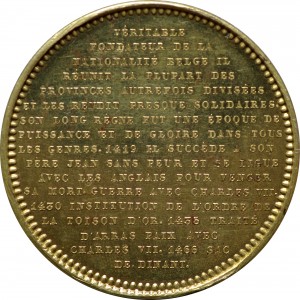 VÉRITABLE
FONDATEUR DE LA
NATIONALITÉ BELGE IL
RÉUNIT LA PLUPART DES
PROVINCES AUTREFOIS DIVISÉES
ET LES RENDIT PRESQUE SOLIDAIRES.
SON LONG RÈGNE FUT UNE ÉPOQUE DE
PUISSANCE ET DE GLOIRE DANS TOUS
LES GENRES. 1419 IL SUCCÈDE A SON
PÈRE JEAN SANS PEUR ET SE LIGUE
AVEC LES ANGLAIS POUR VENGER
SA MORT. GUERRE AVEC CHARLES VII.
1430 INSTITUTION DE L'ORDRE DE
LA TOISON D'OR. 1435 TRAITÉ
D'ARRAS PAIX AVEC
CHARLES VII. 1466 SAC
DE DINANT.